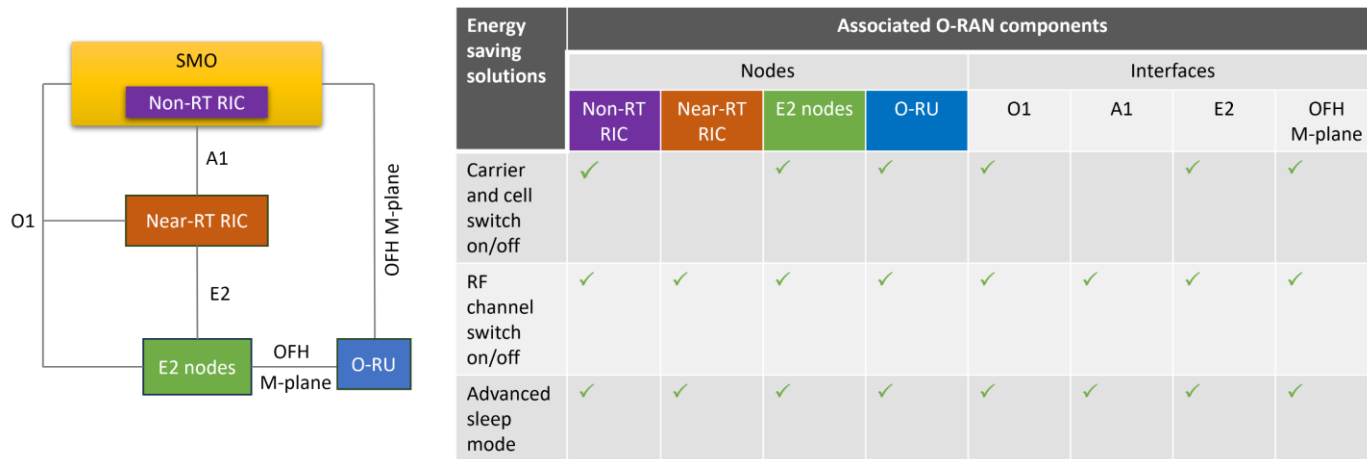 SMO
Non-RT RIC
A1
O1
Near-RT RIC
OFH M-plane
E2
E2 nodes
OFH
M-plane
O-RU
Energy
saving
solutions
Associated O-RAN components
Nodes
Interfaces
Non-RT
RIC
Near-RT
RIC
E2 nodes
O-RU
O1
A1
E2
OFH
M-plane
Carrier
and cell
switch
on/off
✓ ✓ ✓ ✓ ✓ ✓
RF
channel
switch
on/off
✓ ✓ ✓ ✓ ✓ ✓ ✓ ✓
Advanced
sleep
mode
✓ ✓ ✓ ✓ ✓ ✓ ✓ ✓